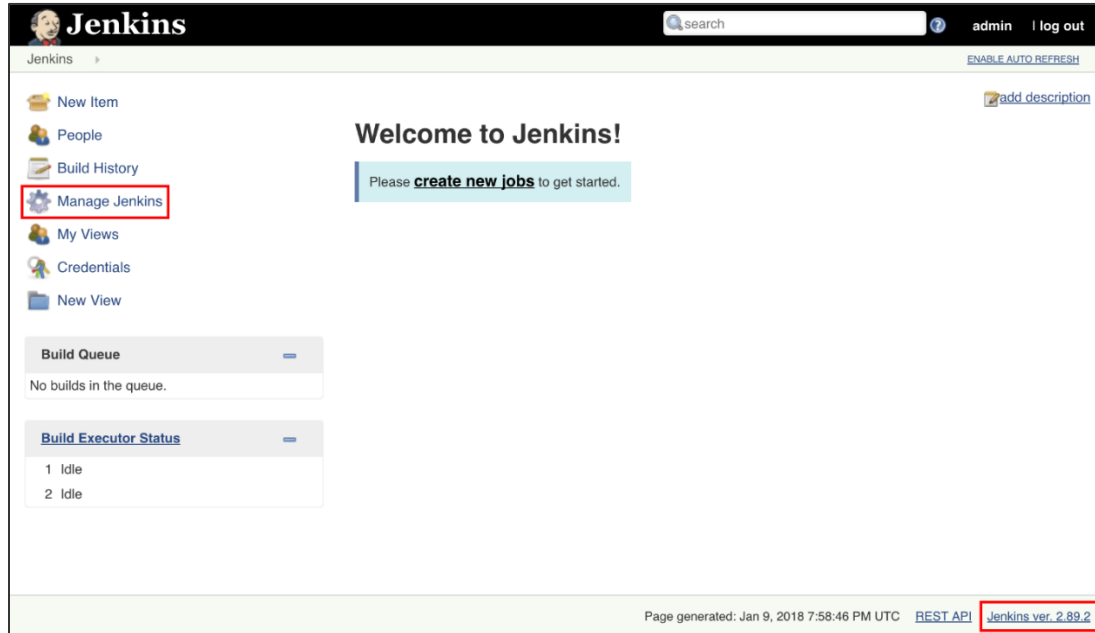 Jenkins
search
admin
log out
Jenkins
ENABLE AUTO REFRESH
New Item
People
Build History
Manage Jenkins
My Views
Credentials
New View
add description
Welcome to Jenkins!
Please create new jobs to get started.
Build Queue
No builds in the queue.
Build Executor Status
1 Idle
2 Idle
Page generated: Jan 9, 2018 7:58:46 PM UTC
REST API
Jenkins ver. 2.89.2